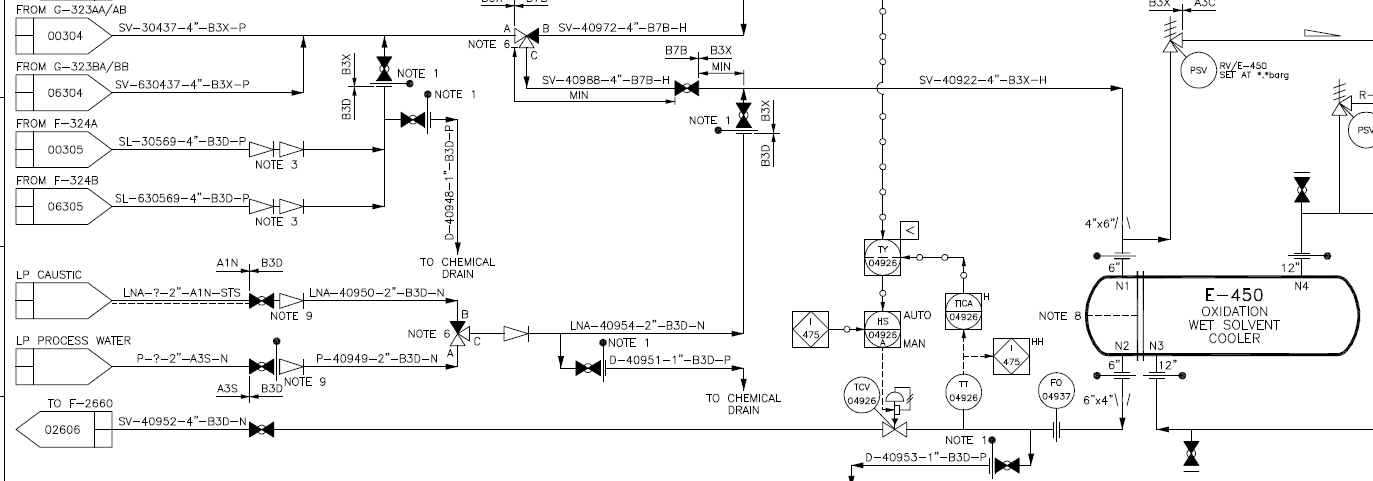 FROM G-323AA/AB
00304
SV-30437-4"-B3X-P
FROM G-323BA/BB
06304
SV-630437-4"-B3X-P
FROM F-324A
00305
SL-30569-4"-B3D-P
NOTE 3
FROM F-324B
06305
SL-630569-4"-B3D-P
NOTE 3
B3X
B3D
NOTE 1
NOTE 1
D-40948-1"-B3D-P
TO CHEMICAL
DRAIN
B3X
B7B
A
B
C
NOTE 6
SV-40972-4"-B7B-H
SV-40988-4"-B7B-H
MIN
B7B
B3X
MIN
NOTE 1
B3X
B3D
SV-40922-4"-B3X-H
B3X
A3C
PSV
RV/E-450
SET AT *.*barg
R-
PSV
LP CAUSTIC
LNA-?-2"-A1N-STS
A1N
B3D
NOTE 9
LNA-40950-2"-B3D-N
LP PROCESS WATER
P-?-2"-A3S-N
A3S
B3D
NOTE 9
P-40949-2"-B3D-N
B
NOTE 6
C
A
LNA-40954-2"-B3D-N
NOTE 1
D-40951-1"-B3D-P
TO CHEMICAL
DRAIN
TO F-2660
02606
SV-40952-4"-B3D-N
TY
04926
<
I
475
HS
04926
A
AUTO
MAN
TICA
04926
H
I
475
HH
TT
04926
TCV
04926
FO
04937
NOTE 1
D-40953-1"-B3D-P
4"x6"
6"
12"
N1
N4
E-450
OXIDATION
WET SOLVENT
COOLER
NOTE 8
N2
N3
6"
12"
6"x4"